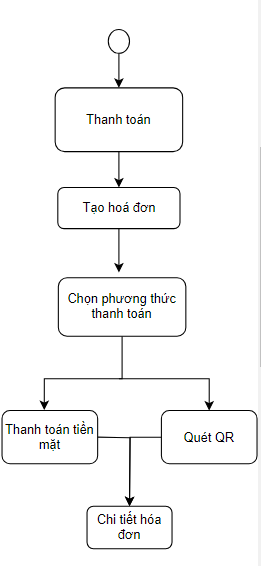 Thanh toán
Tạo hoá đơn
Chọn phương thức
thanh toán
Thanh toán tiền
mặt
Quét QR
Chi tiết hóa
đơn